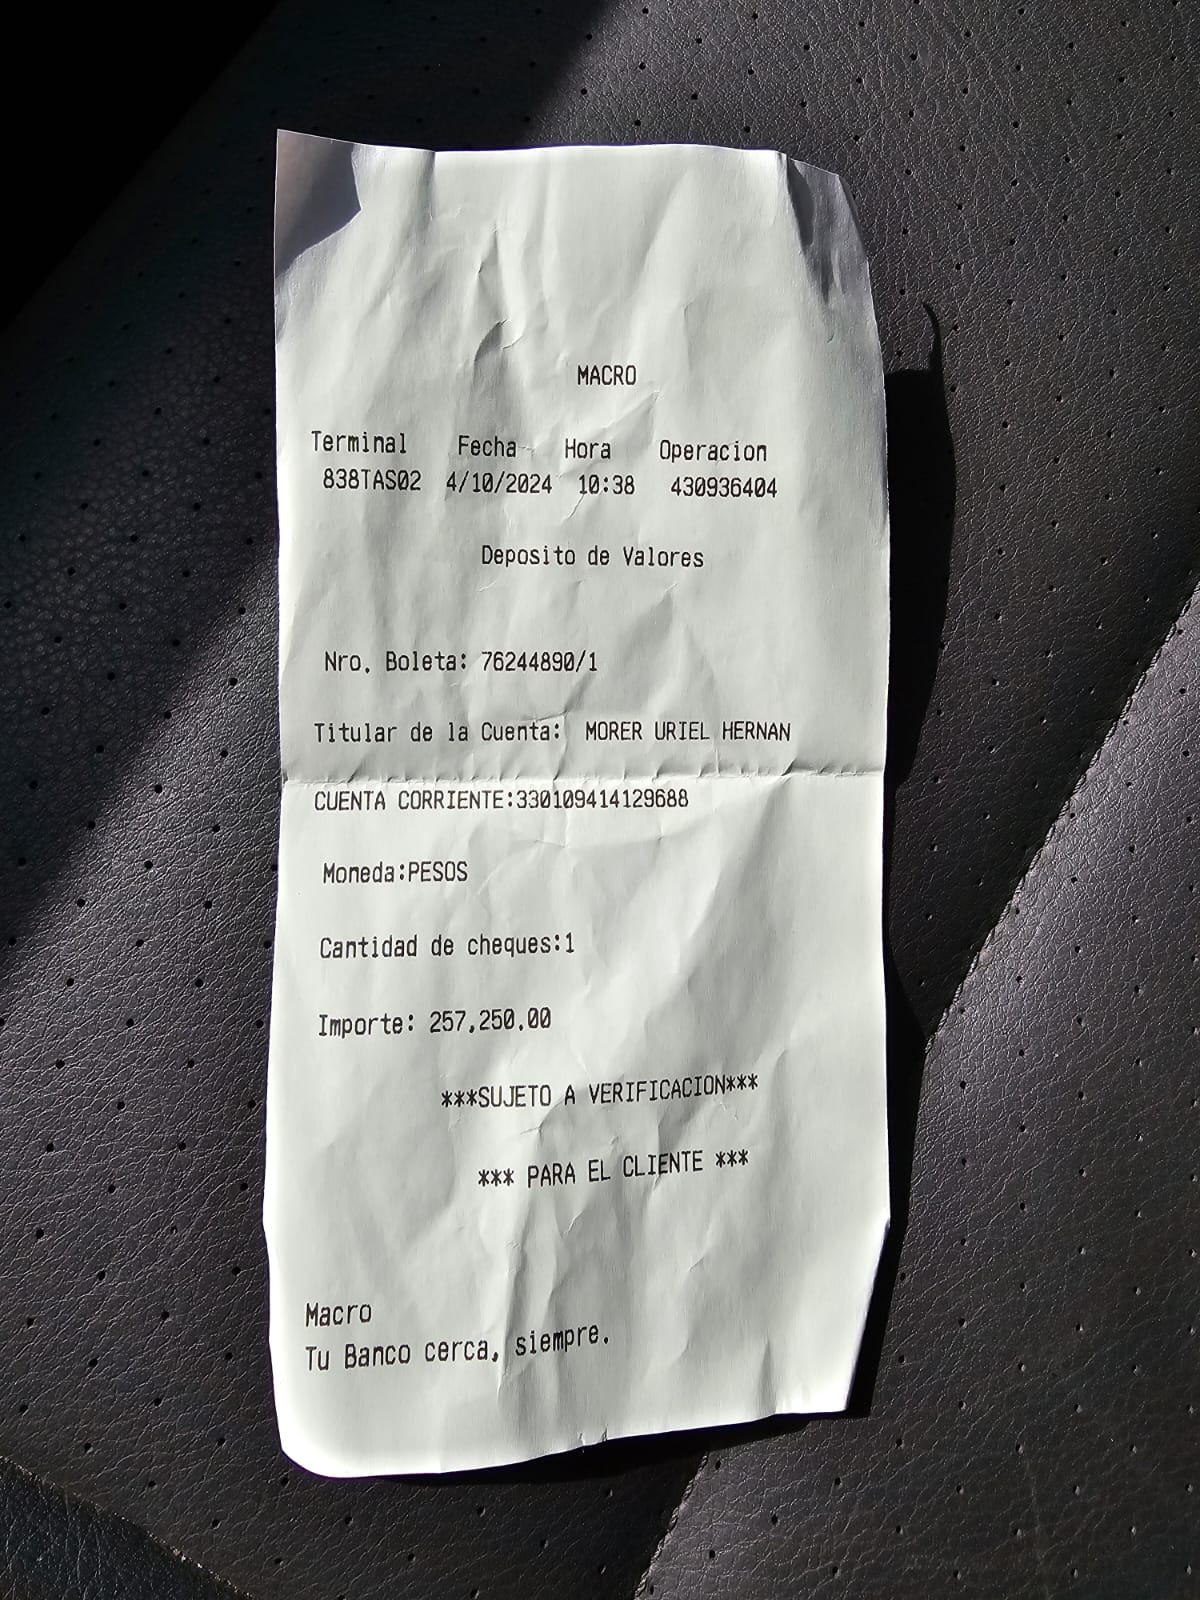 MACRO
Terminal Fecha Hora Operacion
838TAS02 4/10/2024 10:38 430936404
Deposito de Valores
Nro. Boleta: 76244890/1
Titular de la Cuenta: MORER URIEL HERNAN
CUENTA CORRIENTE:330109414129688
Moneda:PESOS
Cantidad de cheques:1
Importe: 257,250.00
***SUJETO A VERIFICACION***
*** PARA EL CLIENTE ***
Macro
Tu Banco cerca, siempre.